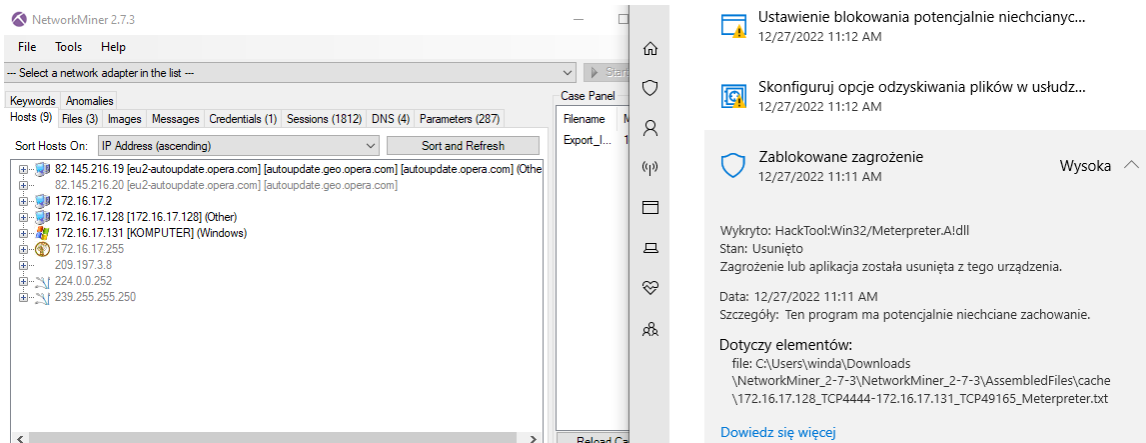 NetworkMiner 2.7.3
File Tools Help
--- Select a network adapter in the list ---
Keywords Anomalies
Hosts (9) Files (3) Images Messages Credentials (1) Sessions (1812) DNS (4) Parameters (287)
Sort Hosts On: IP Address (ascending) Sort and Refresh
82.145.216.19 [eu2-autoupdate.opera.com] [autoupdate.geo.opera.com] [autoupdate.opera.com] (Othe
82.145.216.20 [eu2-autoupdate.opera.com] [autoupdate.geo.opera.com]
172.16.17.2
172.16.17.128 [172.16.17.128] (Other)
172.16.17.131 [KOMPUTER] (Windows)
172.16.17.255
209.197.3.8
224.0.0.252
239.255.255.250
Case Panel
Filename
Export_I...
Reload Ca
Ustawienie blokowania potencjalnie niechcianyc...
12/27/2022 11:12 AM
Skonfiguruj opcje odzyskiwania plików w usłudz...
12/27/2022 11:12 AM
Zablokowane zagrożenie Wysoka
12/27/2022 11:11 AM
Wykryto: HackTool:Win32/Meterpreter.A!dll
Stan: Usunięto
Zagrożenie lub aplikacja została usunięta z tego urządzenia.
Data: 12/27/2022 11:11 AM
Szczegóły: Ten program ma potencjalnie niechciane zachowanie.
Dotyczy elementów:
file: C:\Users\winda\Downloads
\NetworkMiner_2-7-3\NetworkMiner_2-7-3\AssembledFiles\cache
\172.16.17.128_TCP4444-172.16.17.131_TCP49165_Meterpreter.txt
Dowiedz się więcej